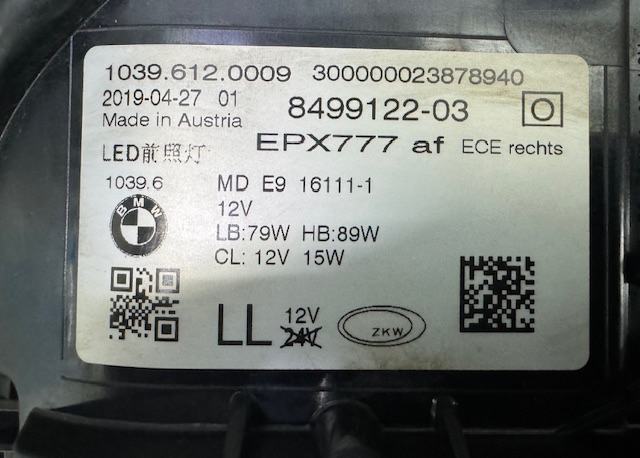 1039.612.0009 300000023878940
2019-04-27 01 8499122-03 O
Made in Austria
EPX777 af ECE rechts
LED前照灯
1039.6 MD E9 16111-1
BMW
12V
LB:79W HB:89W
CL: 12V 15W
LL 12V
24V
ZKW